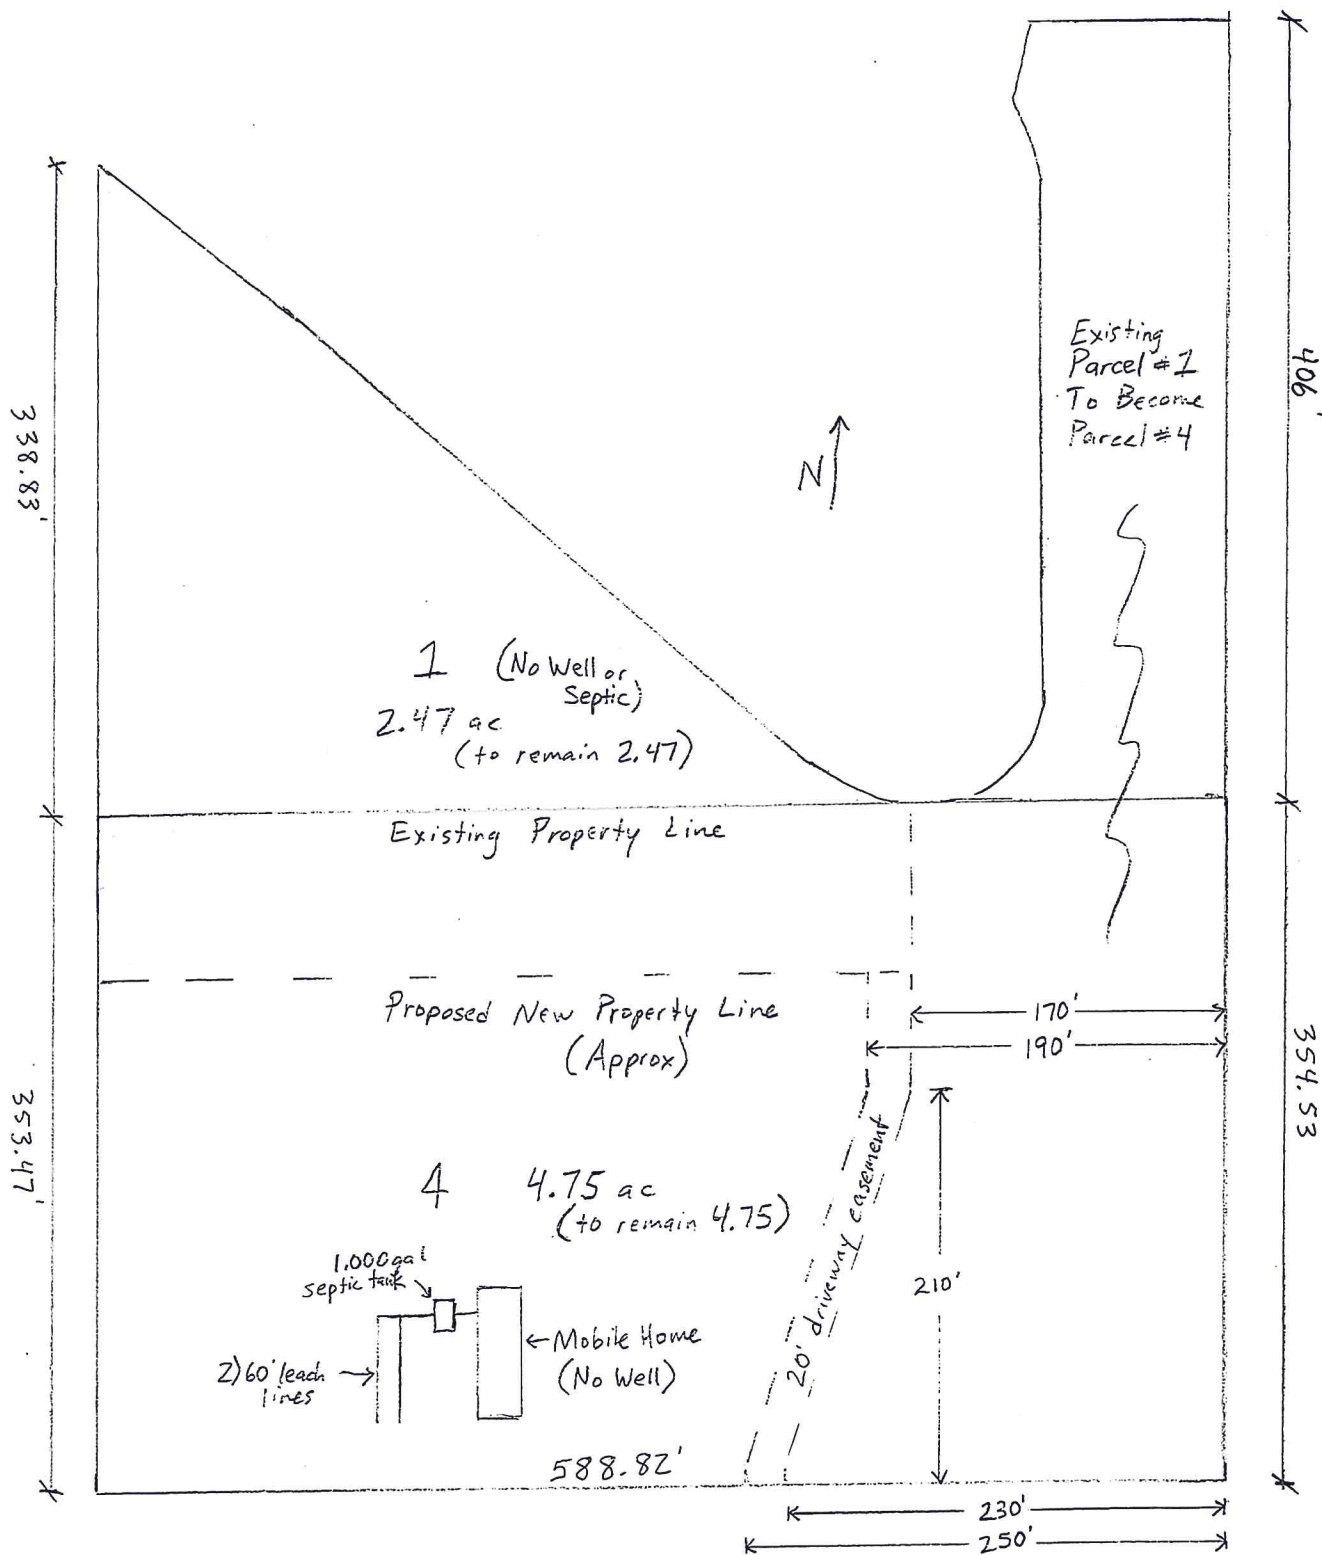 406'
Existing
Parcel #1
To Become
Parcel #4
338.83'
N
1 (No Well or
Septic)
2.47 ac
(to remain 2.47)
Existing Property Line
Proposed New Property Line
(Approx)
170'
190'
354.53
353.47'
4 4.75 ac
(to remain 4.75)
20' driveway easement
210'
1,000 gal
septic tank
Mobile Home
(No Well)
2) 60' leach
lines
588.82'
230'
250'